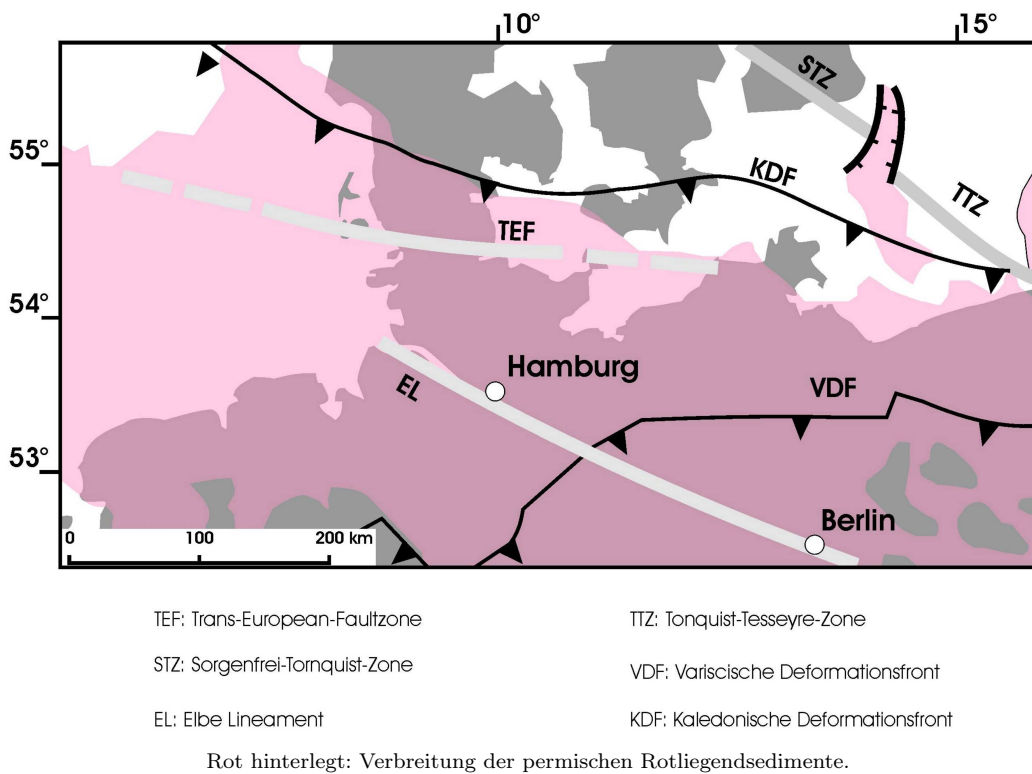 10° 15°
STZ
55°
KDF
TTZ
TEF
54°
Hamburg
EL
VDF
53°
Berlin
0 100 200 km
TEF: Trans-European-Faultzone TTZ: Tonquist-Tesseyre-Zone
STZ: Sorgenfrei-Tornquist-Zone VDF: Variscische Deformationsfront
EL: Elbe Lineament KDF: Kaledonische Deformationsfront
Rot hinterlegt: Verbreitung der permischen Rotliegendsedimente.